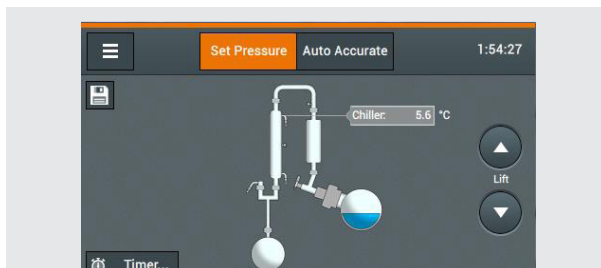 Set Pressure Auto Accurate 1:54:27
Chiller: 5.6 °C
Lift
Timer...